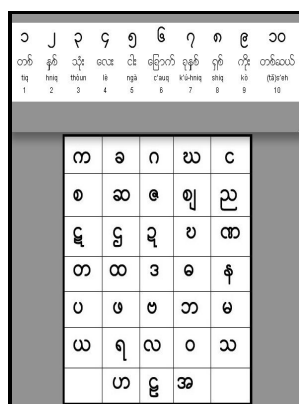 ၁ ၂ ၃ ၄ ၅ ၆ ၇ ၈ ၉ ၁၀
တစ် နှစ် သုံး လေး ငါး ခြောက် ခုနှစ် ရှစ် ကိုး တစ်ဆယ်
tiq hniq thòun lè ngà c'auq k'ú-hniq shiq kò (tă)s'eh
1 2 3 4 5 6 7 8 9 10
က ခ ဂ ဃ င
စ ဆ ဇ ဈ ည
ဋ ဌ ဍ ဎ ဏ
တ ထ ဒ ဓ န
ပ ဖ ဗ ဘ မ
ယ ရ လ ဝ သ
ဟ ဠ အ